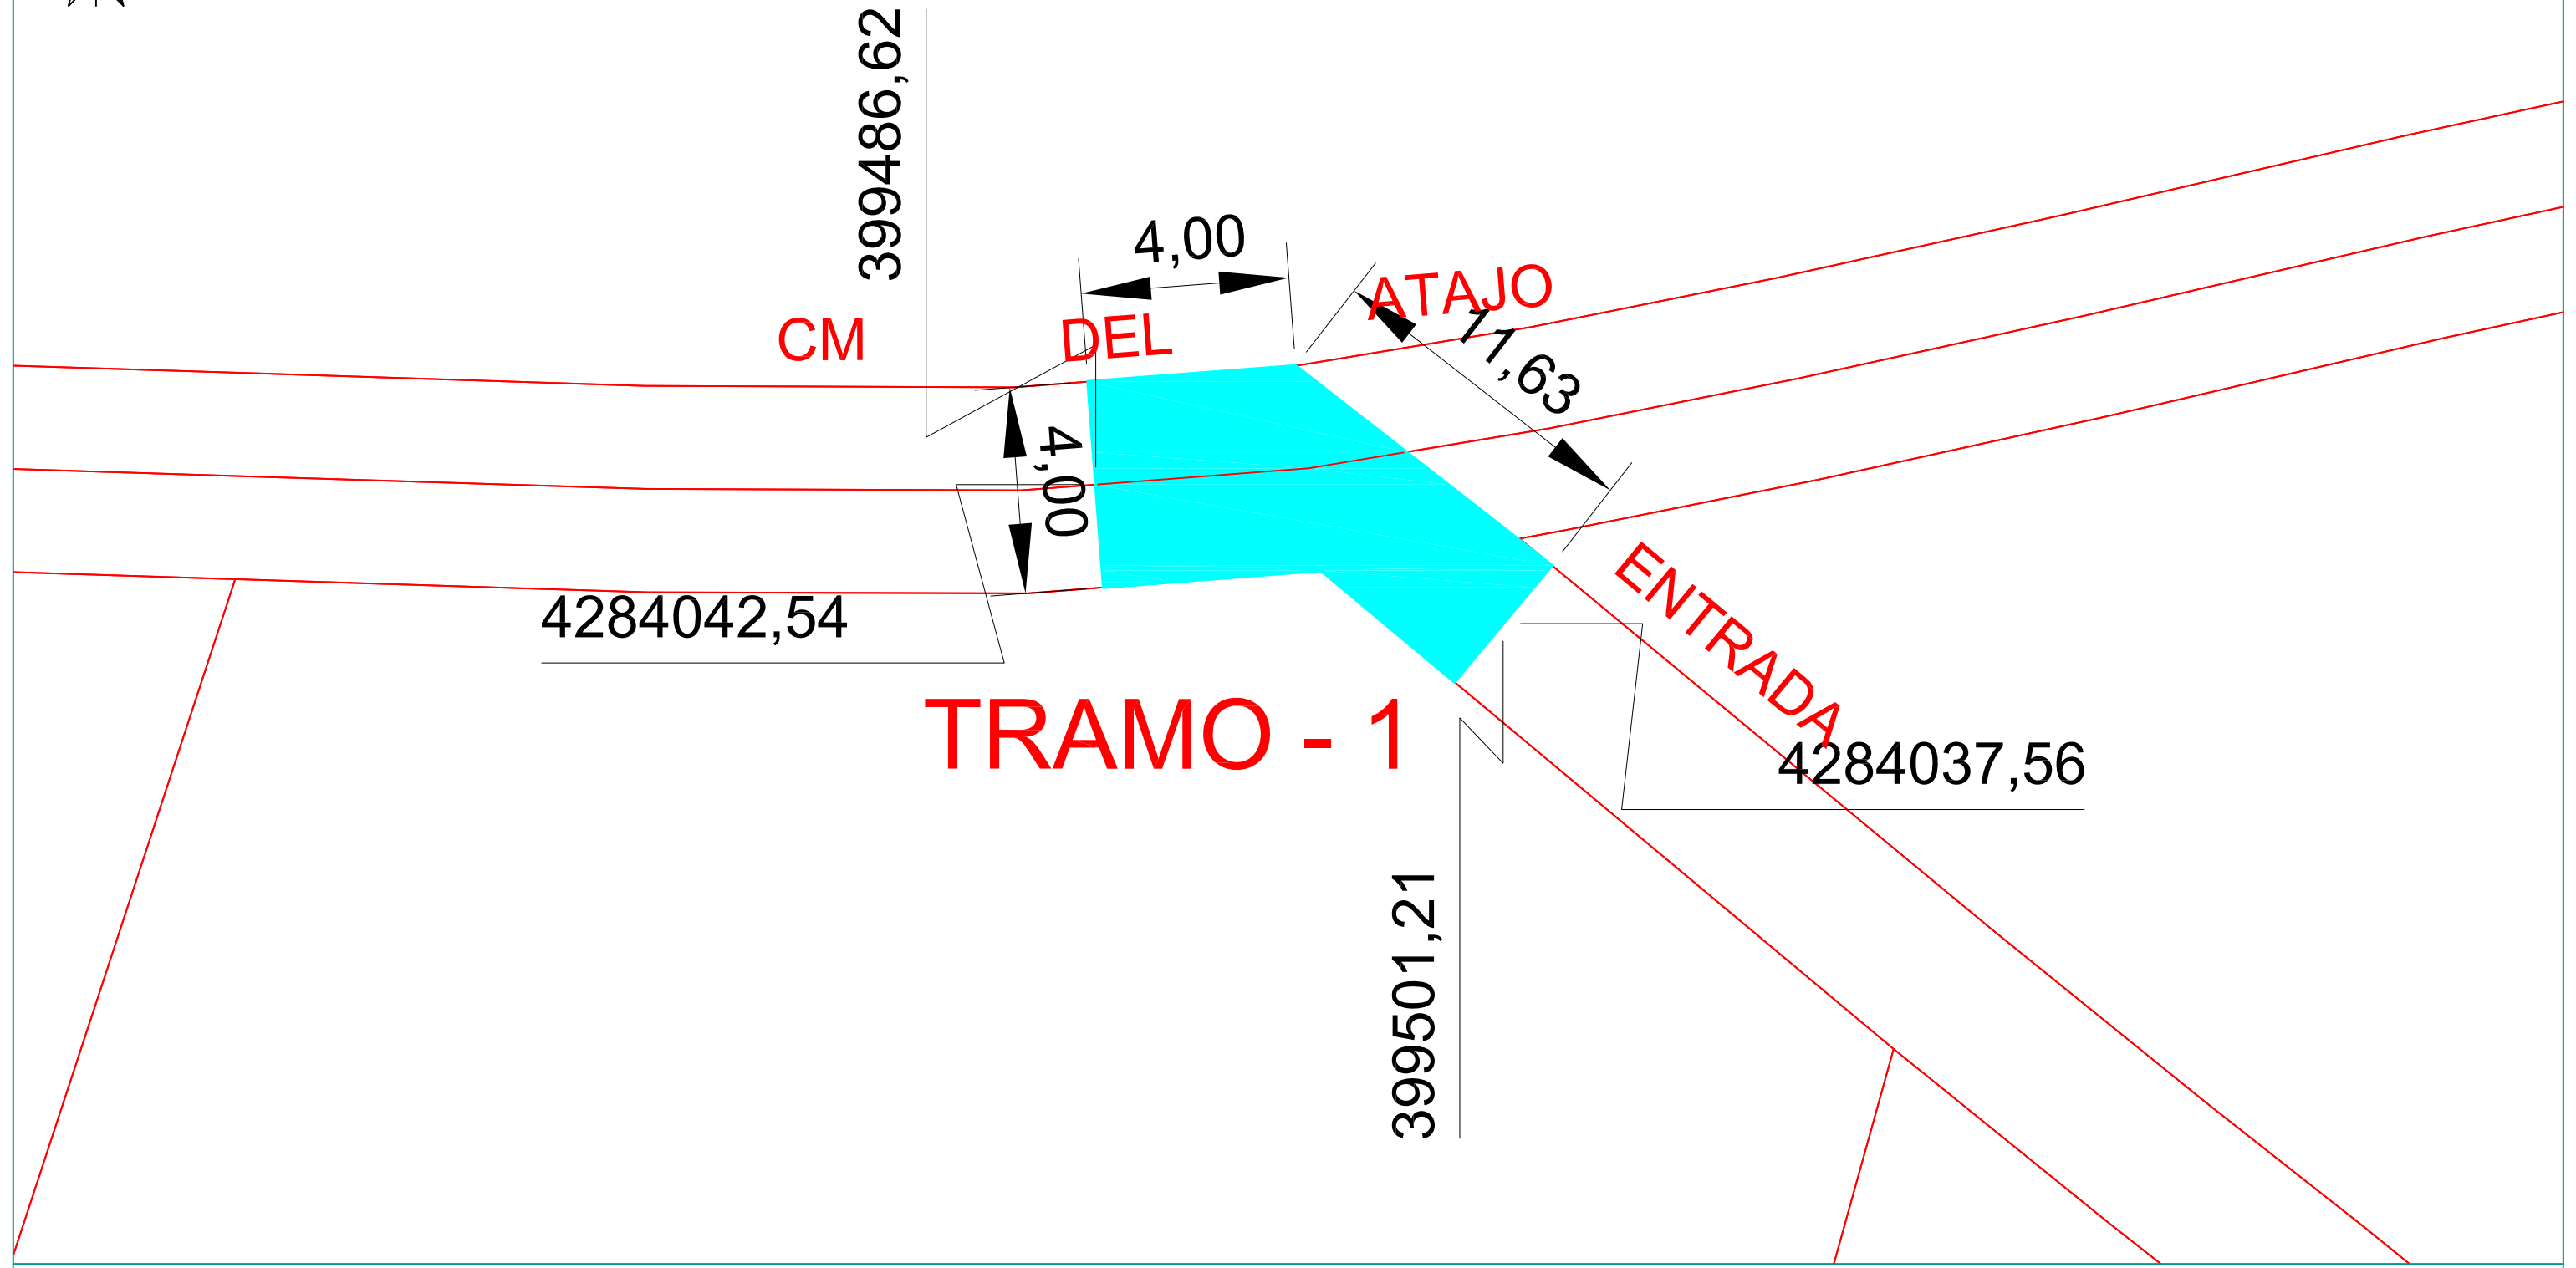 399486,62
4,00
CM
DEL
ATAJO
11,63
4,00
4284042,54
ENTRADA
TRAMO - 1
4284037,56
399501,21